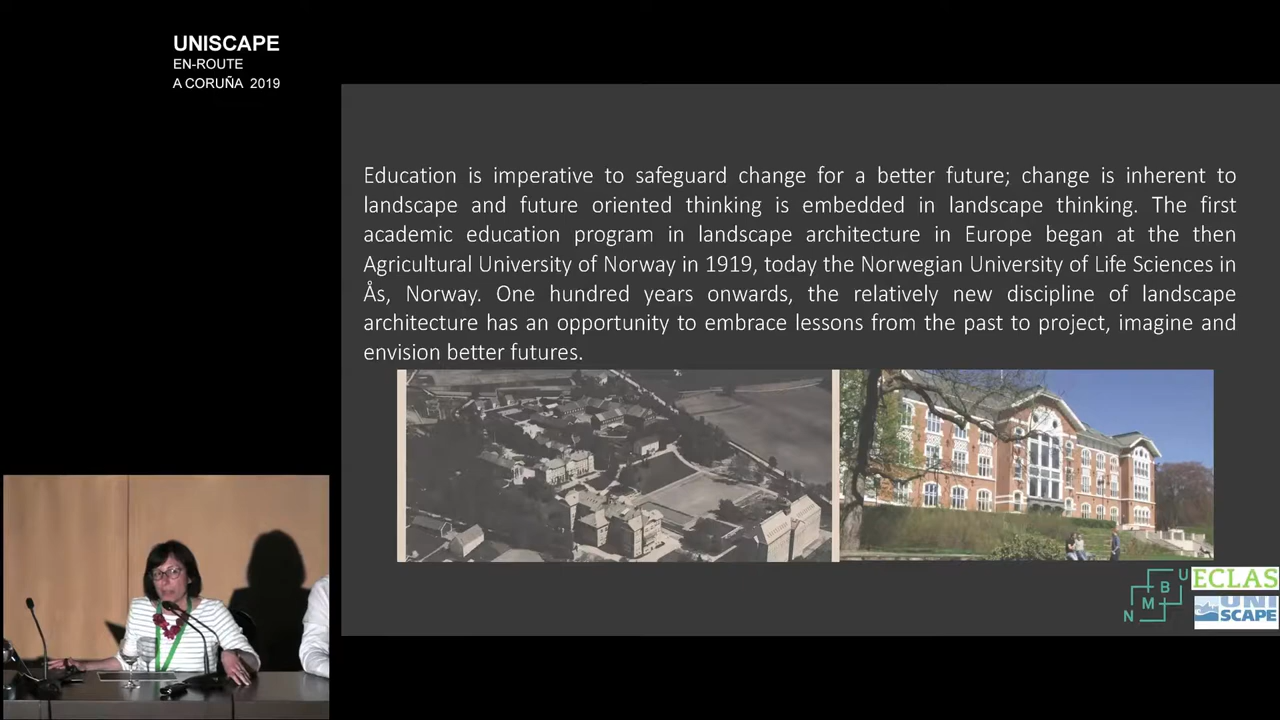 UNISCAPE
EN-ROUTE
A CORUÑA 2019
Education is imperative to safeguard change for a better future; change is inherent to
landscape and future oriented thinking is embedded in landscape thinking. The first
academic education program in landscape architecture in Europe began at the then
Agricultural University of Norway in 1919, today the Norwegian University of Life Sciences in
Ås, Norway. One hundred years onwards, the relatively new discipline of landscape
architecture has an opportunity to embrace lessons from the past to project, imagine and
envision better futures.
N M B U
ECLAS
UNI
SCAPE